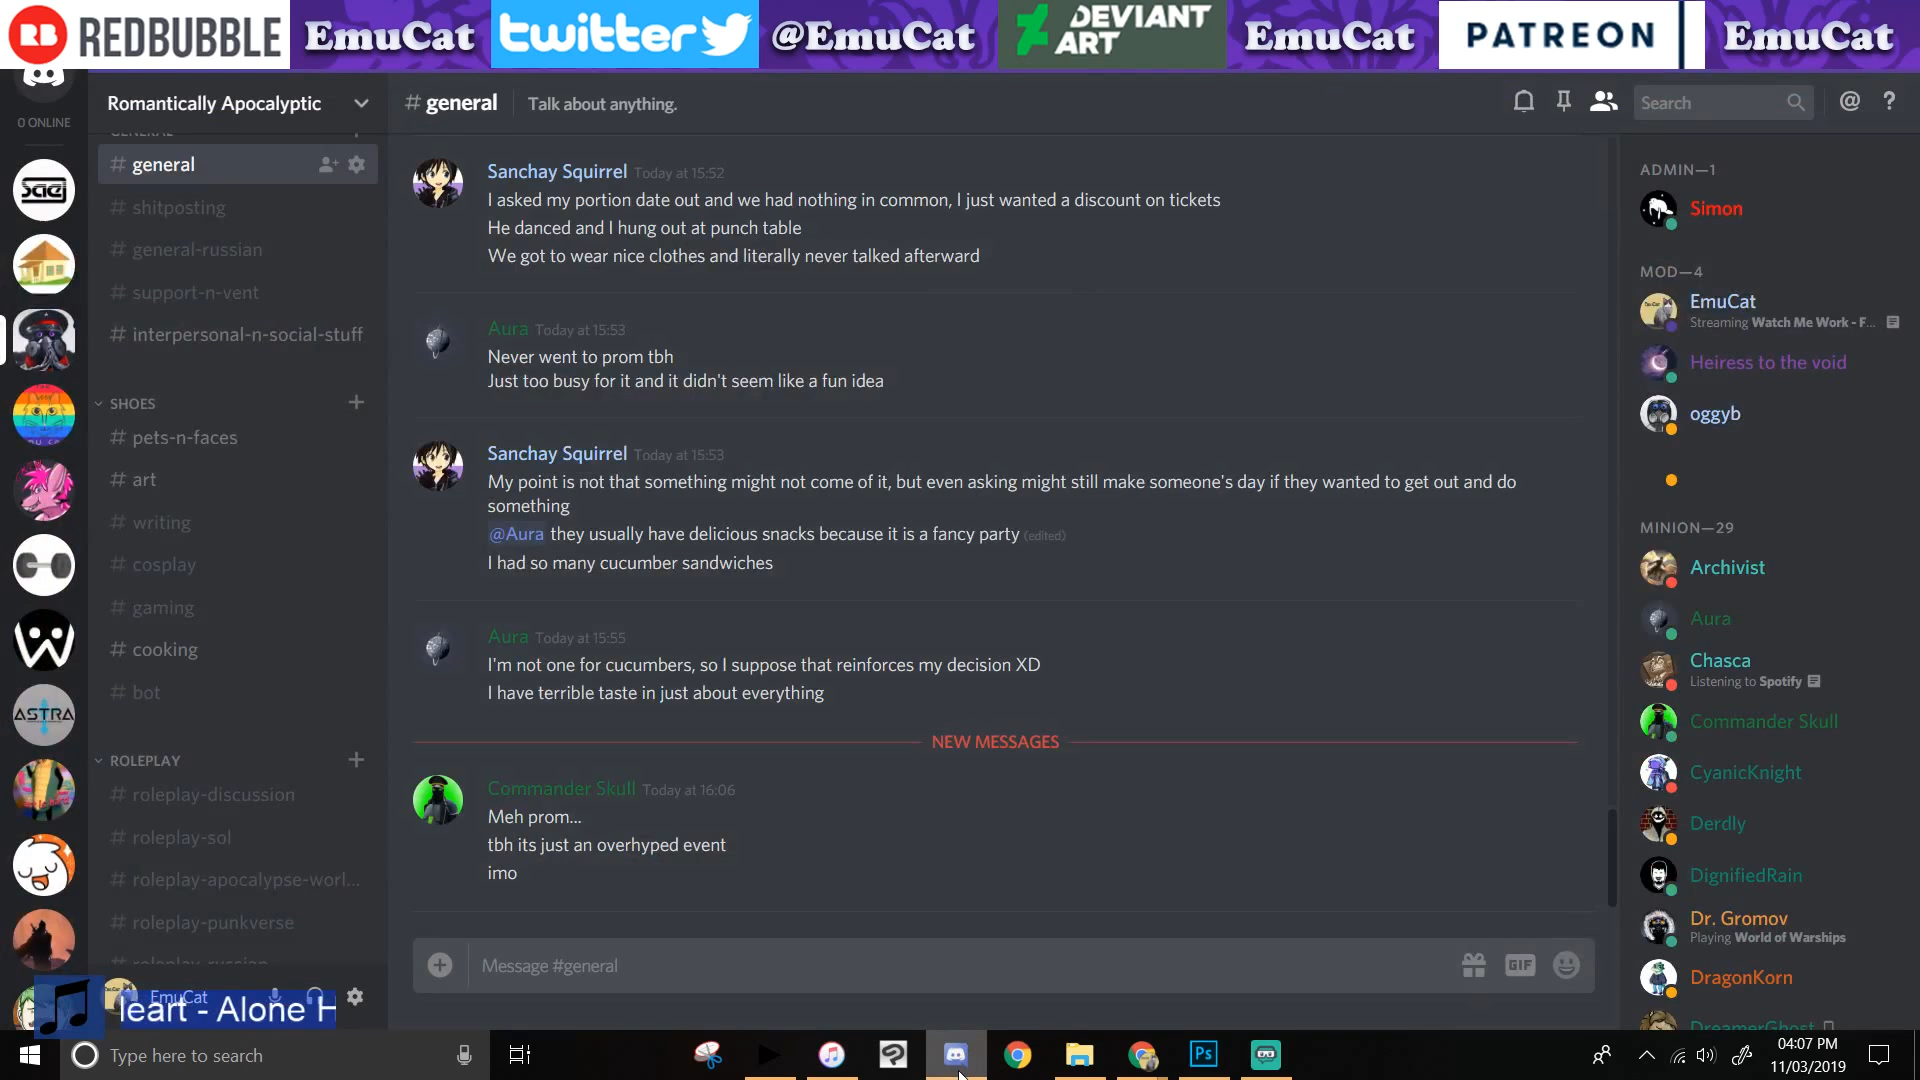 REDBUBBLE EmuCat twitter @EmuCat DEVIANT ART EmuCat PATREON EmuCat
0 ONLINE
Romantically Apocalyptic
# general
Talk about anything.
Search
GENERAL
# general
# shitposting
# general-russian
# support-n-vent
# interpersonal-n-social-stuff
SHOES
# pets-n-faces
# art
# writing
# cosplay
# gaming
# cooking
# bot
ROLEPLAY
# roleplay-discussion
# roleplay-sol
# roleplay-apocalypse-worl...
# roleplay-punkverse
# roleplay-russian
ASTRA
EmuCat
leart - Alone H
Sanchay Squirrel Today at 15:52
I asked my portion date out and we had nothing in common, I just wanted a discount on tickets
He danced and I hung out at punch table
We got to wear nice clothes and literally never talked afterward
Aura Today at 15:53
Never went to prom tbh
Just too busy for it and it didn't seem like a fun idea
Sanchay Squirrel Today at 15:53
My point is not that something might not come of it, but even asking might still make someone's day if they wanted to get out and do
something
@Aura they usually have delicious snacks because it is a fancy party (edited)
I had so many cucumber sandwiches
Aura Today at 15:55
I'm not one for cucumbers, so I suppose that reinforces my decision XD
I have terrible taste in just about everything
NEW MESSAGES
Commander Skull Today at 16:06
Meh prom...
tbh its just an overhyped event
imo
Message #general
GIF
ADMIN—1
Simon
MOD—4
EmuCat
Streaming Watch Me Work - F...
Heiress to the void
oggyb
MINION—29
Archivist
Aura
Chasca
Listening to Spotify
Commander Skull
CyanicKnight
Derdly
DignifiedRain
Dr. Gromov
Playing World of Warships
DragonKorn
DreamerGhost
Type here to search
Ps
04:07 PM
11/03/2019